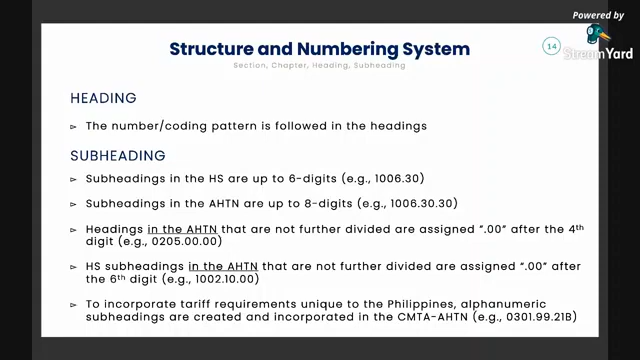 Powered by
StreamYard
Structure and Numbering System
14
Section, Chapter, Heading, Subheading
HEADING
▻ The number/coding pattern is followed in the headings
SUBHEADING
▻ Subheadings in the HS are up to 6-digits (e.g., 1006.30)
▻ Subheadings in the AHTN are up to 8-digits (e.g., 1006.30.30)
▻ Headings in the AHTN that are not further divided are assigned ".00" after the 4th
digit (e.g., 0205.00.00)
▻ HS subheadings in the AHTN that are not further divided are assigned ".00" after
the 6th digit (e.g., 1002.10.00)
▻ To incorporate tariff requirements unique to the Philippines, alphanumeric
subheadings are created and incorporated in the CMTA-AHTN (e.g., 0301.99.21B)